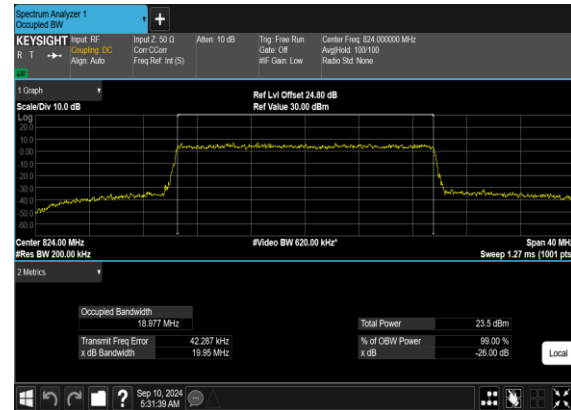 Spectrum Analyzer 1
Occupied BW
+
KEYSIGHT Input: RF Input Z: 50 Ω Atten: 10 dB Trig: Free Run Center Freq: 824.000000 MHz
R T Coupling: DC Corr CCorr Gate: Off Avg|Hold: 100/100
Align: Auto Freq Ref: Int (S) #IF Gain: Low Radio Std: None
1 Graph Ref Lvl Offset 24.80 dB
Scale/Div 10.0 dB Ref Value 30.00 dBm
Log
20.0
10.0
0.00
-10.0
-20.0
-30.0
-40.0
-50.0
-60.0
Center 824.00 MHz #Video BW 620.00 kHz* Span 40 MHz
#Res BW 200.00 kHz Sweep 1.27 ms (1001 pts)
2 Metrics
Occupied Bandwidth
18.977 MHz Total Power 23.5 dBm
Transmit Freq Error 42.287 kHz % of OBW Power 99.00 %
x dB Bandwidth 19.95 MHz x dB -26.00 dB
Local
? Sep 10, 2024
5:31:39 AM